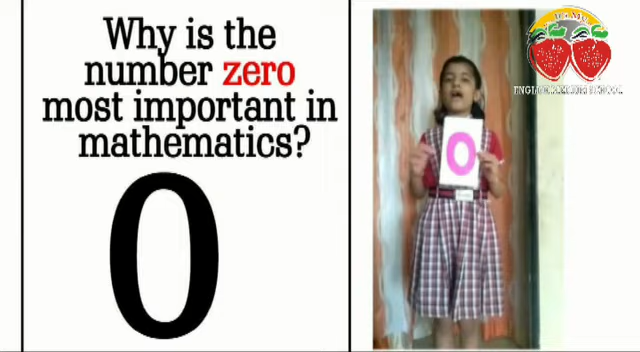 Why is the
number zero
most important in
mathematics?
0
0